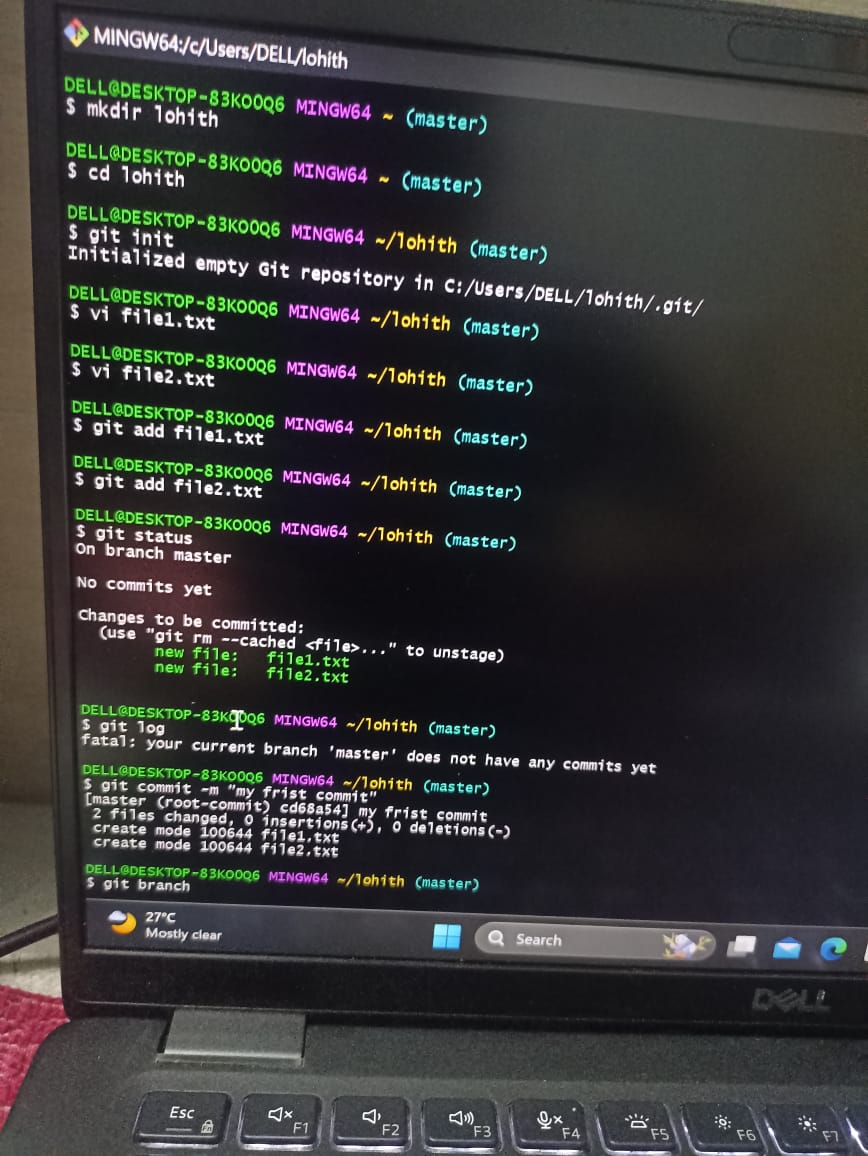 MINGW64:/c/Users/DELL/lohith
DELL@DESKTOP-83KO0Q6 MINGW64 ~ (master)
$ mkdir lohith
DELL@DESKTOP-83KO0Q6 MINGW64 ~ (master)
$ cd lohith
DELL@DESKTOP-83KO0Q6 MINGW64 ~/lohith (master)
$ git init
Initialized empty Git repository in C:/Users/DELL/lohith/.git/
DELL@DESKTOP-83KO0Q6 MINGW64 ~/lohith (master)
$ vi file1.txt
DELL@DESKTOP-83KO0Q6 MINGW64 ~/lohith (master)
$ vi file2.txt
DELL@DESKTOP-83KO0Q6 MINGW64 ~/lohith (master)
$ git add file1.txt
DELL@DESKTOP-83KO0Q6 MINGW64 ~/lohith (master)
$ git add file2.txt
DELL@DESKTOP-83KO0Q6 MINGW64 ~/lohith (master)
$ git status
On branch master
No commits yet
Changes to be committed:
(use "git rm --cached <file>..." to unstage)
new file: file1.txt
new file: file2.txt
DELL@DESKTOP-83KO0Q6 MINGW64 ~/lohith (master)
$ git log
fatal: your current branch 'master' does not have any commits yet
DELL@DESKTOP-83KO0Q6 MINGW64 ~/lohith (master)
$ git commit -m "my frist commit"
[master (root-commit) cd68a54] my frist commit
2 files changed, 0 insertions(+), 0 deletions(-)
create mode 100644 file1.txt
create mode 100644 file2.txt
DELL@DESKTOP-83KO0Q6 MINGW64 ~/lohith (master)
$ git branch
27°C
Mostly clear
Search
DELL
Esc
F1
F2
F3
F4
F5
F6
F7